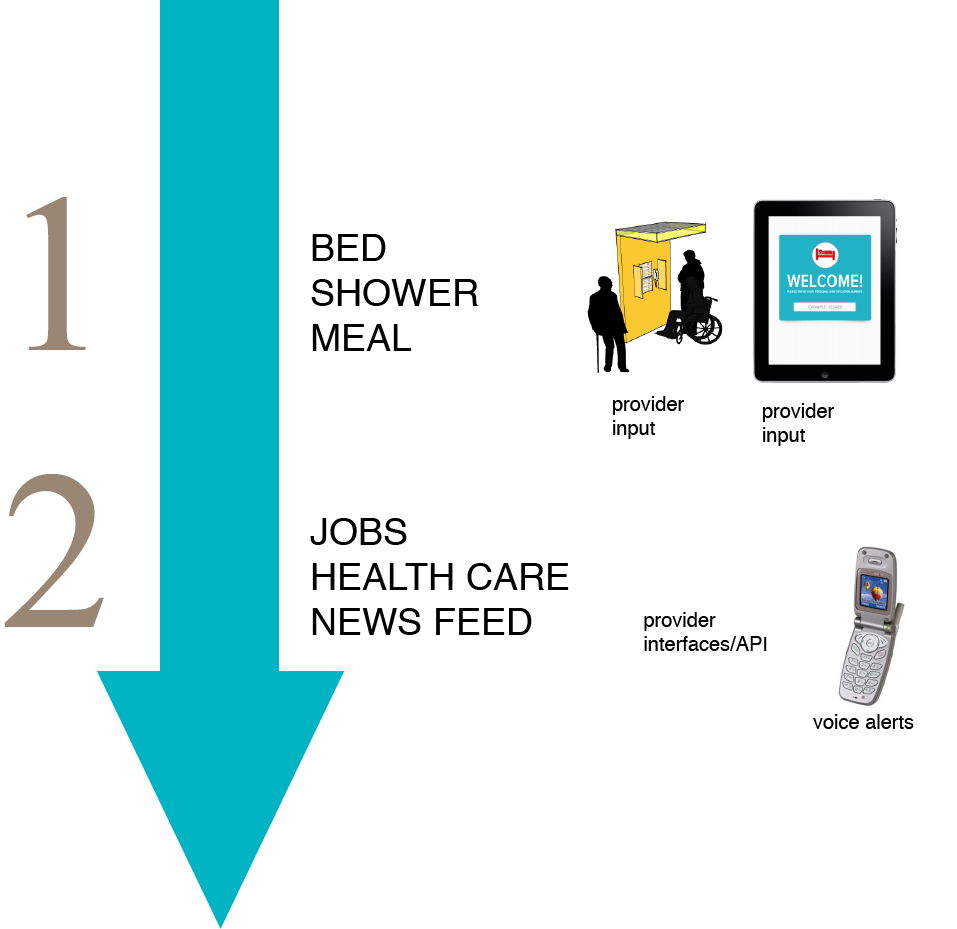 1
BED
SHOWER
MEAL
provider
input
WELCOME!
provider
input
2
JOBS
HEALTH CARE
NEWS FEED
provider
interfaces/API
voice alerts